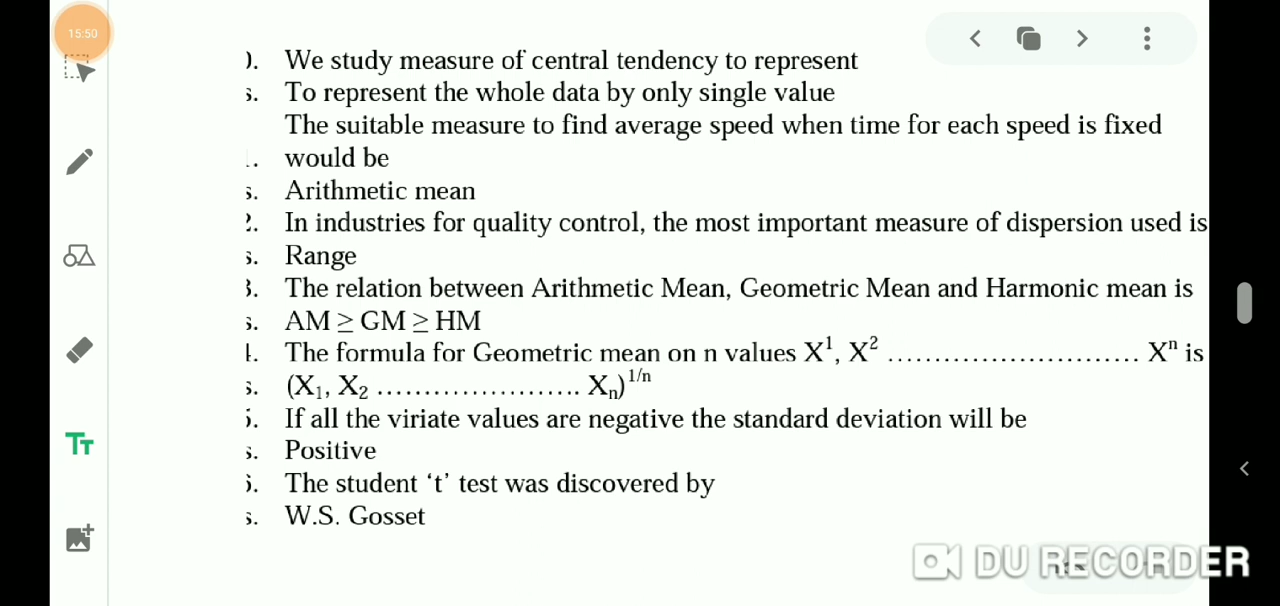 15:50
). We study measure of central tendency to represent
s. To represent the whole data by only single value
The suitable measure to find average speed when time for each speed is fixed
. would be
s. Arithmetic mean
2. In industries for quality control, the most important measure of dispersion used is
s. Range
3. The relation between Arithmetic Mean, Geometric Mean and Harmonic mean is
s. AM ≥ GM ≥ HM
4. The formula for Geometric mean on n values X¹, X² ............................ Xⁿ is
s. (X₁, X₂ ...................... Xₙ)¹/ⁿ
5. If all the viriate values are negative the standard deviation will be
s. Positive
6. The student ‘t’ test was discovered by
s. W.S. Gosset
DU RECORDER